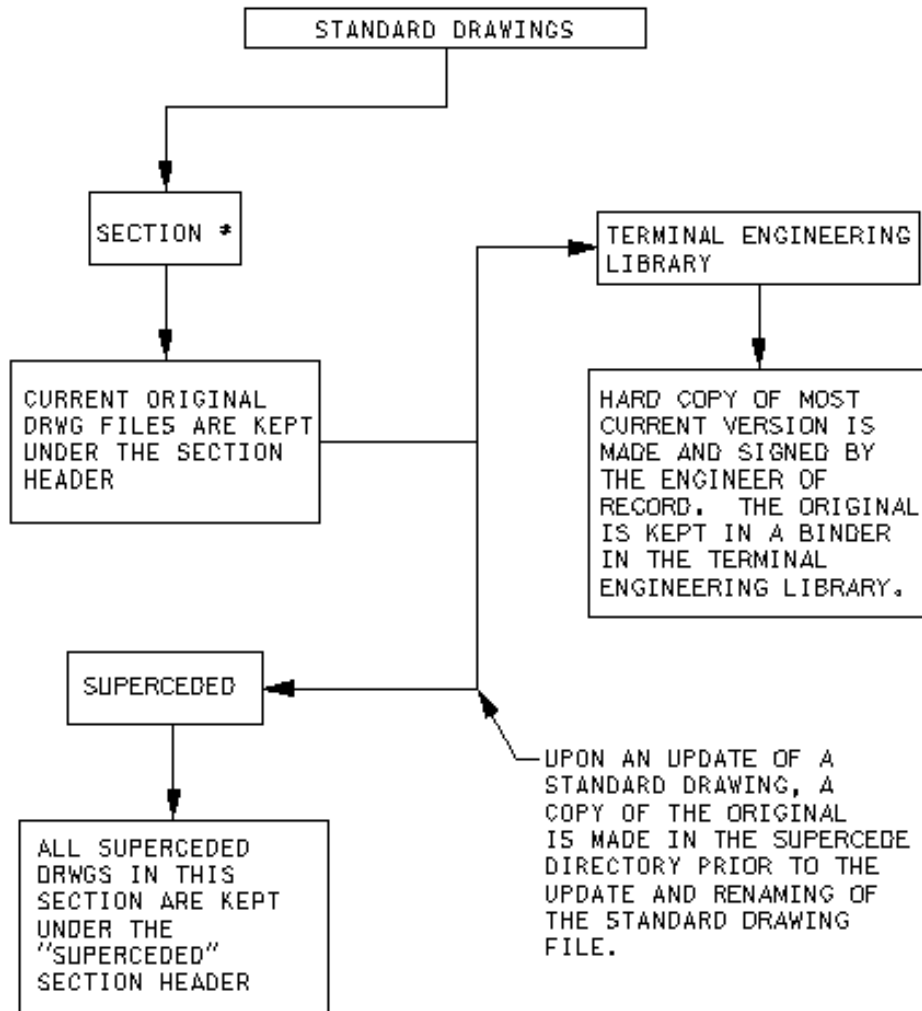 STANDARD DRAWINGS
SECTION #
TERMINAL ENGINEERING
LIBRARY
CURRENT ORIGINAL
DRWG FILES ARE KEPT
UNDER THE SECTION
HEADER
HARD COPY OF MOST
CURRENT VERSION IS
MADE AND SIGNED BY
THE ENGINEER OF
RECORD. THE ORIGINAL
IS KEPT IN A BINDER
IN THE TERMINAL
ENGINEERING LIBRARY.
SUPERCEDED
UPON AN UPDATE OF A
STANDARD DRAWING, A
COPY OF THE ORIGINAL
IS MADE IN THE SUPERCEDE
DIRECTORY PRIOR TO THE
UPDATE AND RENAMING OF
THE STANDARD DRAWING
FILE.
ALL SUPERCEDED
DRWGS IN THIS
SECTION ARE KEPT
UNDER THE
"SUPERCEDED"
SECTION HEADER